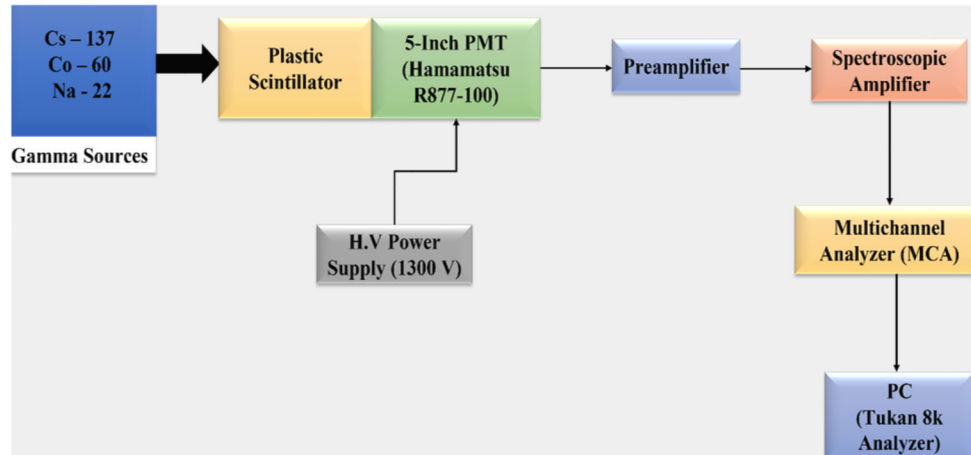 Cs – 137
Co – 60
Na - 22
Gamma Sources
Plastic
Scintillator
5-Inch PMT
(Hamamatsu
R877-100)
Preamplifier
Spectroscopic
Amplifier
H.V Power
Supply (1300 V)
Multichannel
Analyzer (MCA)
PC
(Tukan 8k
Analyzer)